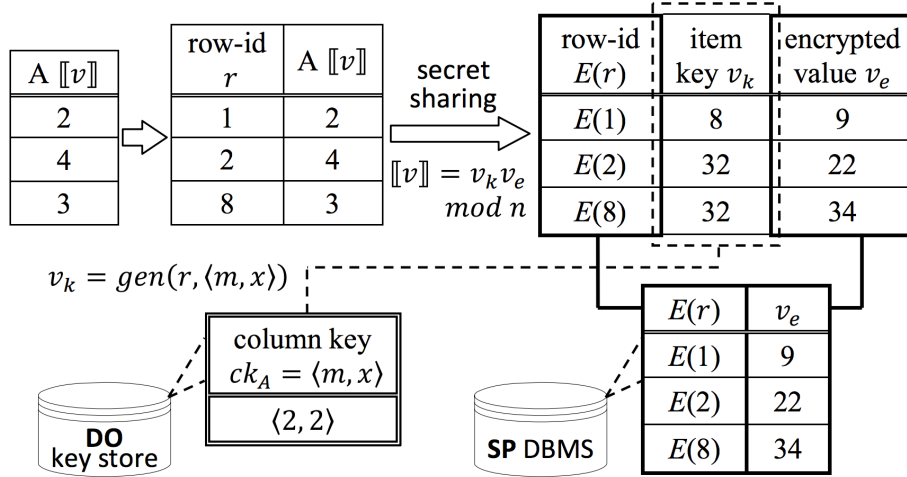 A ⟦v⟧
2
4
3
row-id r A ⟦v⟧
1 2
2 4
8 3
secret
sharing
⟦v⟧ = vₖvₑ
mod n
row-id E(r) item key vₖ encrypted value vₑ
E(1) 8 9
E(2) 32 22
E(8) 32 34
vₖ = gen(r, ⟨m, x⟩)
column key
ckₐ = ⟨m, x⟩
⟨2, 2⟩
DO
key store
SP DBMS
E(r) vₑ
E(1) 9
E(2) 22
E(8) 34